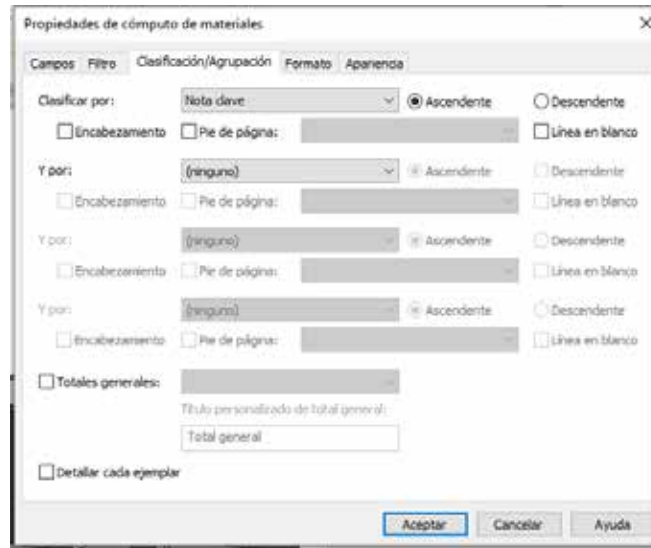 Propiedades de cómputo de materiales
Campos Filtro Clasificación/Agrupación Formato Apariencia
Clasificar por: Nota clave Ascendente Descendente
Encabezamiento Pie de página: Línea en blanco
Y por: (ninguno) Ascendente Descendente
Encabezamiento Pie de página: Línea en blanco
Y por: (ninguno) Ascendente Descendente
Encabezamiento Pie de página: Línea en blanco
Y por: (ninguno) Ascendente Descendente
Encabezamiento Pie de página: Línea en blanco
Totales generales:
Título personalizado de total general:
Total general
Detallar cada ejemplar
Aceptar Cancelar Ayuda